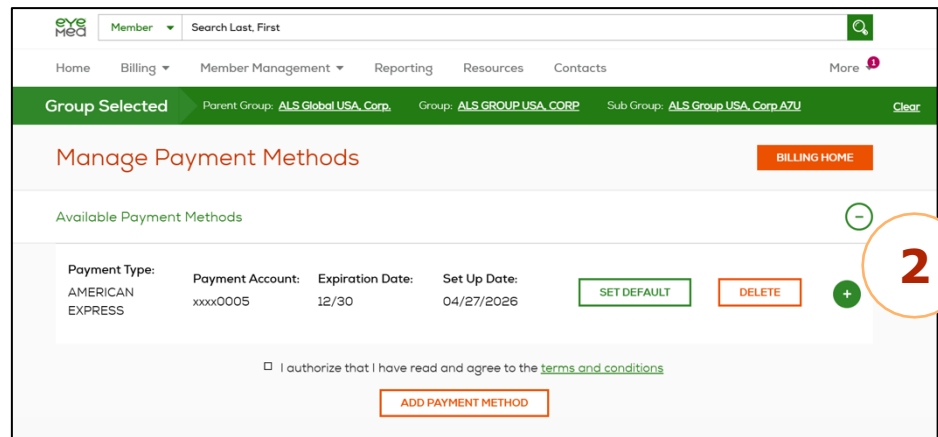 eye
Med
Member
Search Last, First
Home Billing Member Management Reporting Resources Contacts More 1
Group Selected Parent Group: ALS Global USA, Corp. Group: ALS GROUP USA, CORP Sub Group: ALS Group USA, Corp A7U Clear
Manage Payment Methods BILLING HOME
Available Payment Methods
Payment Type: Payment Account: Expiration Date: Set Up Date:
AMERICAN EXPRESS xxxx0005 12/30 04/27/2026 SET DEFAULT DELETE
2
I authorize that I have read and agree to the terms and conditions
ADD PAYMENT METHOD